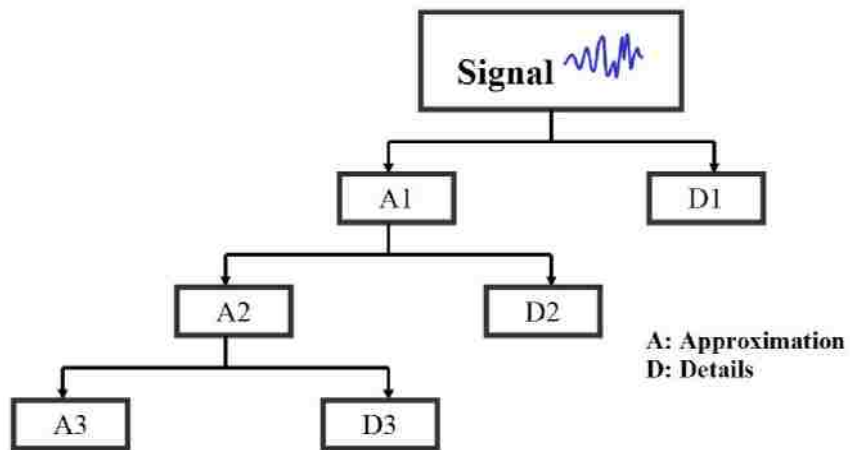 Signal
A1
D1
A2
D2
A: Approximation
D: Details
A3
D3